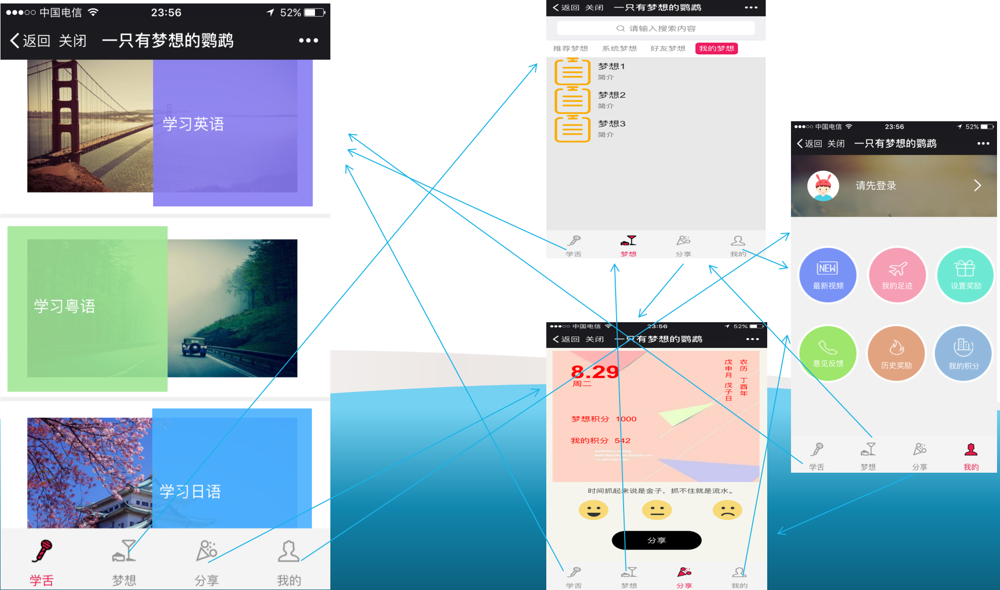 中国电信 23:56 52%
返回 关闭 一只有梦想的鹦鹉
学习英语
学习粤语
学习日语
学舌 梦想 分享 我的
返回 关闭 一只有梦想的鹦鹉
请输入搜索内容
推荐梦想 系统梦想 好友梦想 我的梦想
梦想1
简介
梦想2
简介
梦想3
简介
学舌 梦想 分享 我的
中国电信 23:56 52%
返回 关闭 一只有梦想的鹦鹉
8.29
周二
农历 丁酉年
戊申月 戊子日
梦想积分 1000
我的积分 542
时间抓起来说是金子，抓不住就是流水。
分享
学舌 梦想 分享 我的
中国电信 23:56 52%
返回 关闭 一只有梦想的鹦鹉
请先登录
NEW
最新视频 我的足迹 设置奖励
意见反馈 历史奖励 我的积分
学舌 梦想 分享 我的